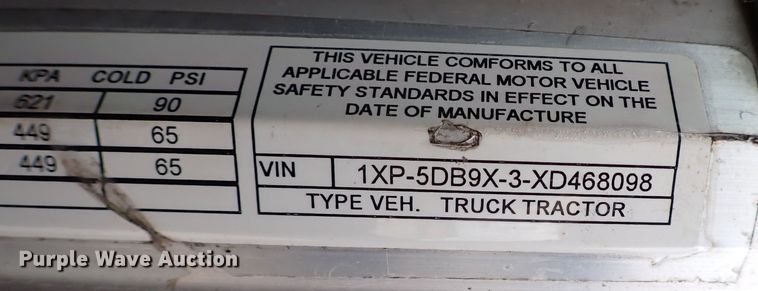 KPA COLD PSI
621 90
449 65
449 65
THIS VEHICLE COMFORMS TO ALL
APPLICABLE FEDERAL MOTOR VEHICLE
SAFETY STANDARDS IN EFFECT ON THE
DATE OF MANUFACTURE
VIN 1XP-5DB9X-3-XD468098
TYPE VEH. TRUCK TRACTOR
Purple Wave Auction